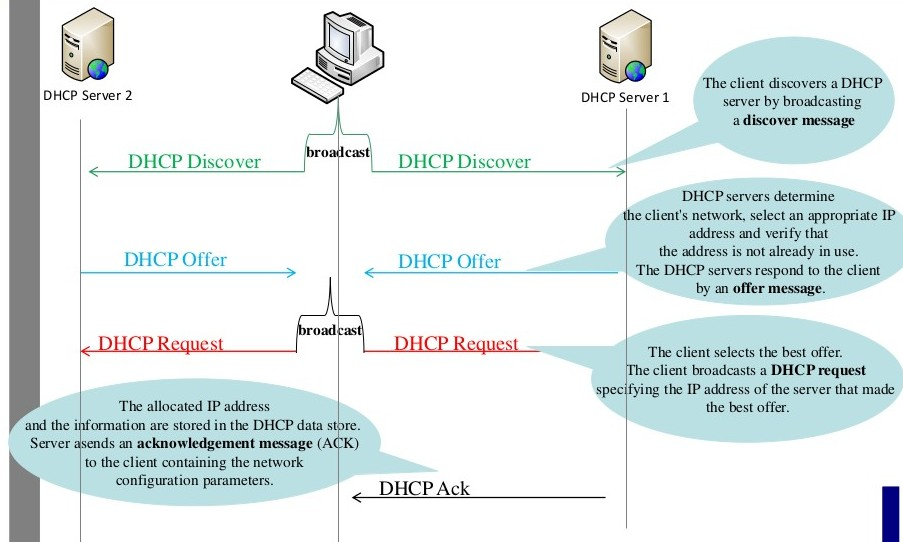 DHCP Server 2
DHCP Server 1
The client discovers a DHCP
server by broadcasting
a discover message
broadcast
DHCP Discover
DHCP Discover
DHCP servers determine
the client's network, select an appropriate IP
address and verify that
the address is not already in use.
The DHCP servers respond to the client
by an offer message.
DHCP Offer
DHCP Offer
broadcast
DHCP Request
DHCP Request
The client selects the best offer.
The client broadcasts a DHCP request
specifying the IP address of the server that made
the best offer.
The allocated IP address
and the information are stored in the DHCP data store.
Server asends an acknowledgement message (ACK)
to the client containing the network
configuration parameters.
DHCP Ack